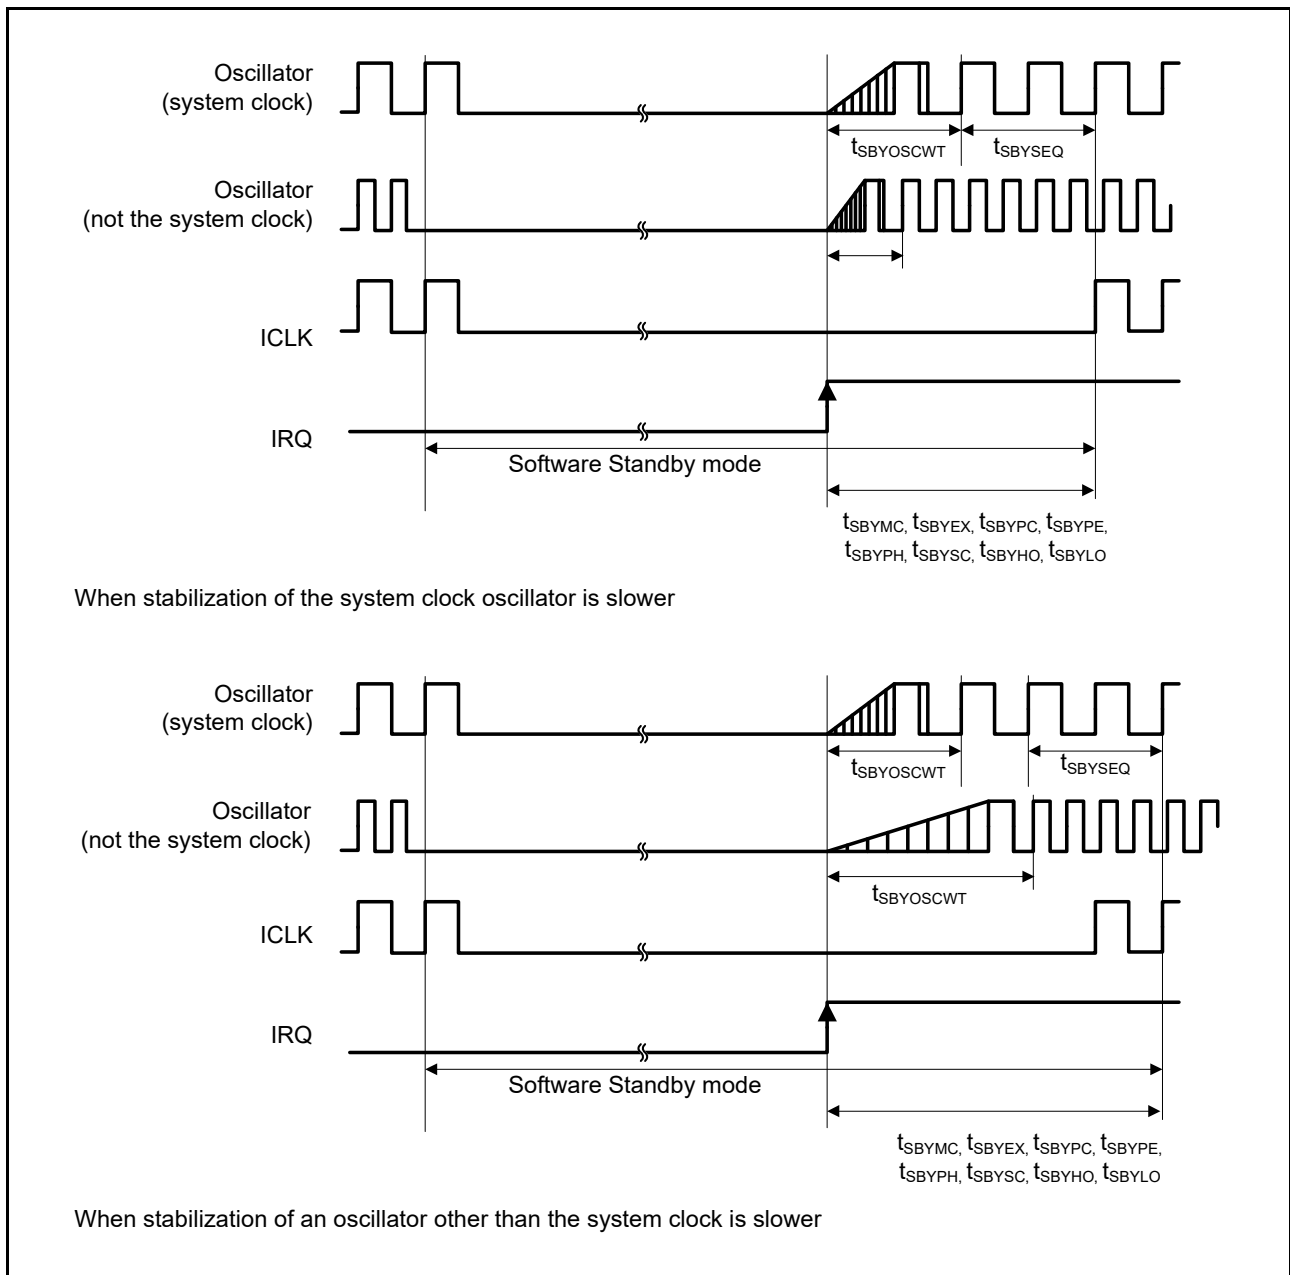 Oscillator
(system clock)
tSBYOSCWT
tSBYSEQ
Oscillator
(not the system clock)
ICLK
IRQ
Software Standby mode
tSBYMC, tSBYEX, tSBYPC, tSBYPE,
tSBYPH, tSBYSC, tSBYHO, tSBYLO
When stabilization of the system clock oscillator is slower
Oscillator
(system clock)
tSBYOSCWT
tSBYSEQ
Oscillator
(not the system clock)
tSBYOSCWT
ICLK
IRQ
Software Standby mode
tSBYMC, tSBYEX, tSBYPC, tSBYPE,
tSBYPH, tSBYSC, tSBYHO, tSBYLO
When stabilization of an oscillator other than the system clock is slower